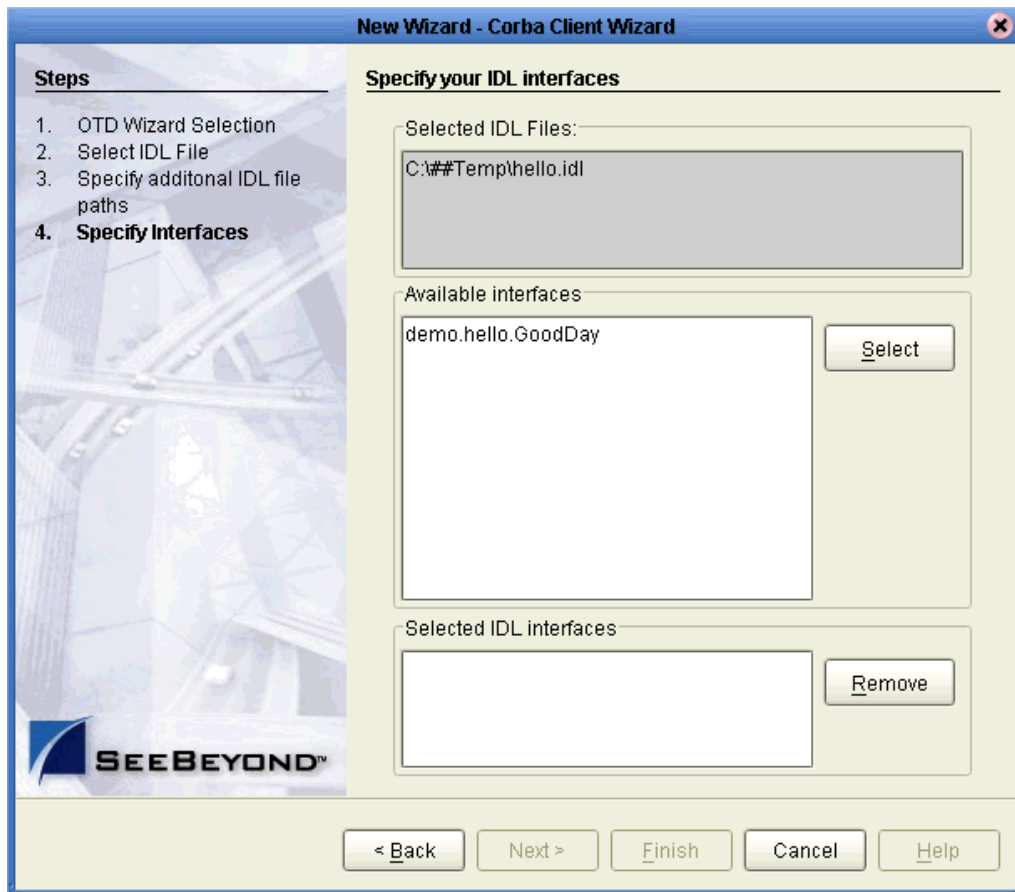 New Wizard - Corba Client Wizard
Steps
1. OTD Wizard Selection
2. Select IDL File
3. Specify additonal IDL file
paths
4. Specify Interfaces
SEEBEYOND™
Specify your IDL interfaces
Selected IDL Files:
C:\##Temp\hello.idl
Available interfaces
demo.hello.GoodDay
Select
Selected IDL interfaces
Remove
< Back
Next >
Finish
Cancel
Help